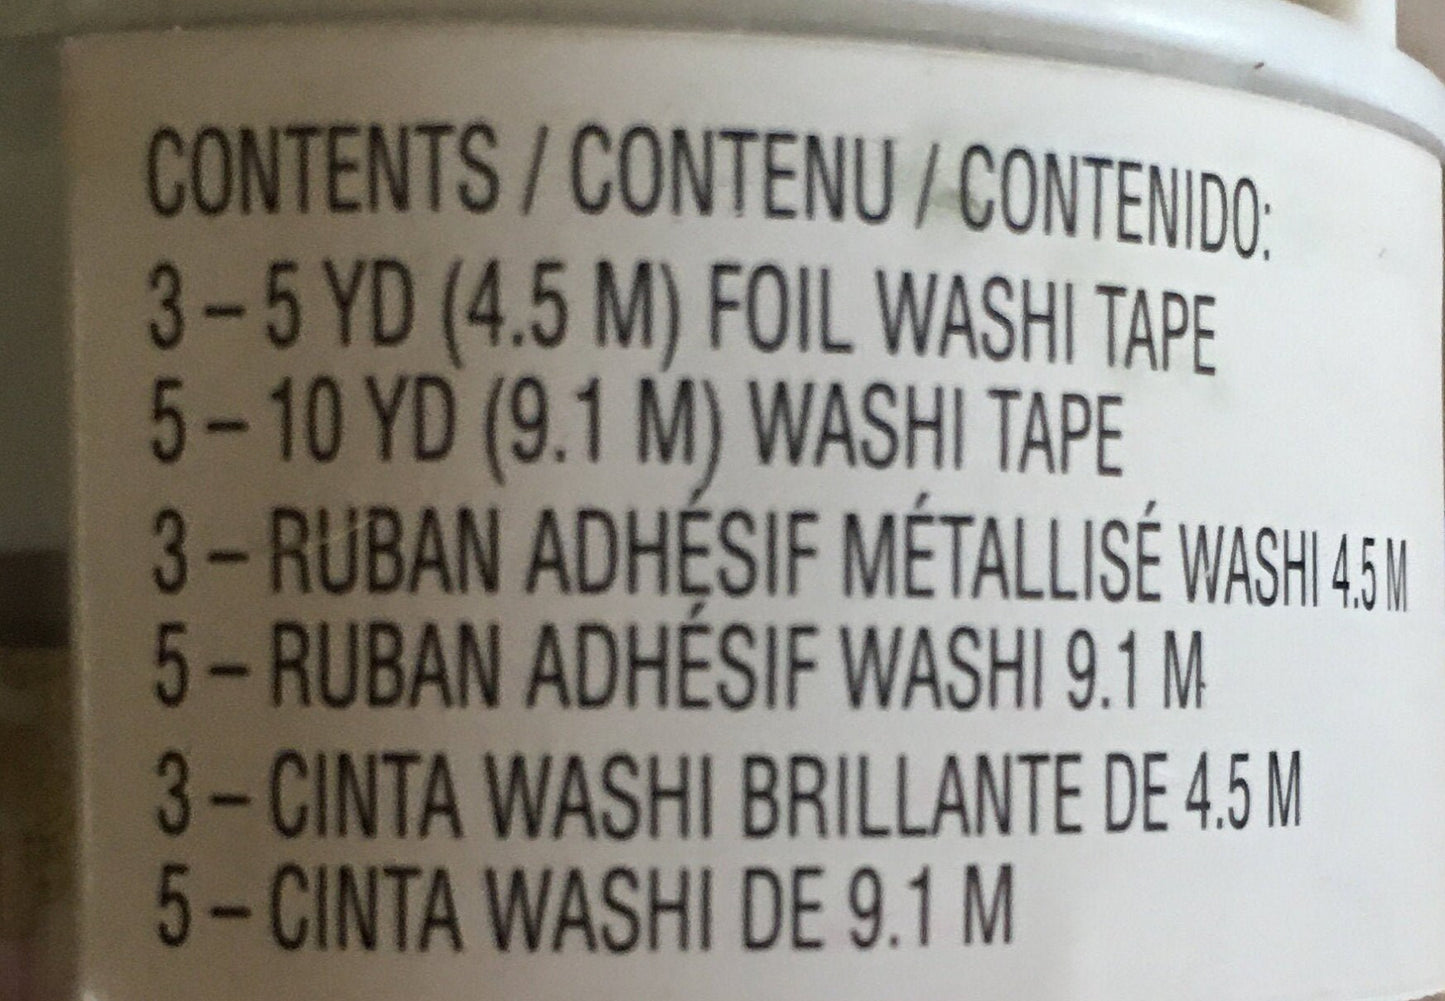 CONTENTS / CONTENU / CONTENIDO:
3 – 5 YD (4.5 M) FOIL WASHI TAPE
5 – 10 YD (9.1 M) WASHI TAPE
3 – RUBAN ADHÉSIF MÉTALLISÉ WASHI 4.5 M
5 – RUBAN ADHÉSIF WASHI 9.1 M
3 – CINTA WASHI BRILLANTE DE 4.5 M
5 – CINTA WASHI DE 9.1 M